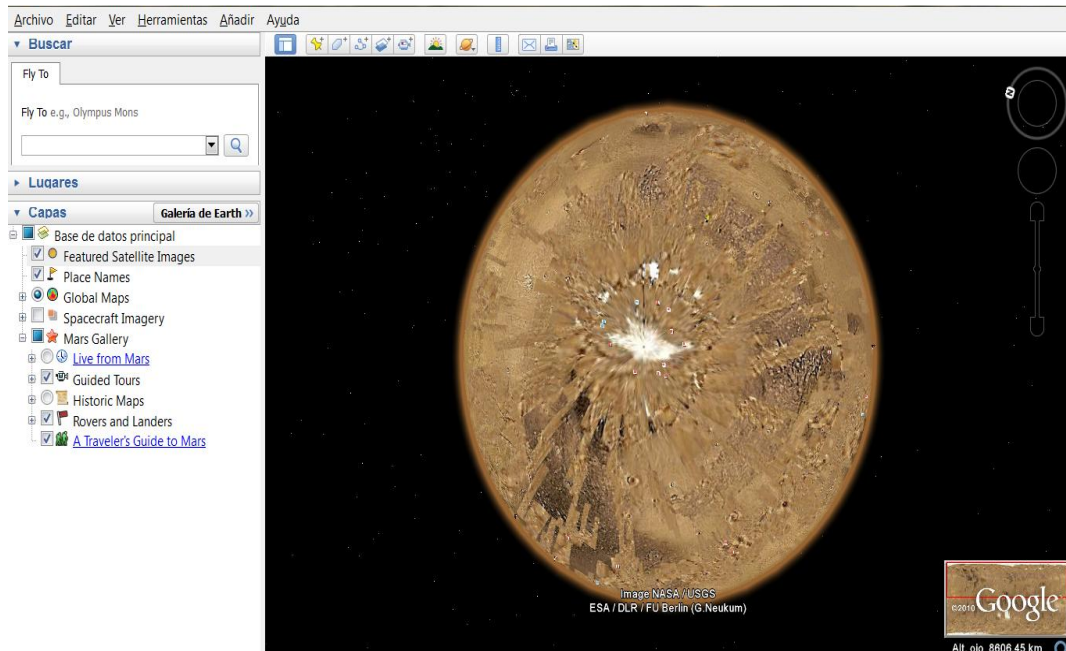 Archivo Editar Ver Herramientas Añadir Ayuda
Buscar
Fly To
Fly To e.g., Olympus Mons
Lugares
Capas Galería de Earth »
Base de datos principal
Featured Satellite Images
Place Names
Global Maps
Spacecraft Imagery
Mars Gallery
Live from Mars
Guided Tours
Historic Maps
Rovers and Landers
A Traveler's Guide to Mars
N
Image NASA / USGS
ESA / DLR / FU Berlin (G.Neukum)
©2010 Google
Alt. ojo 8606.45 km